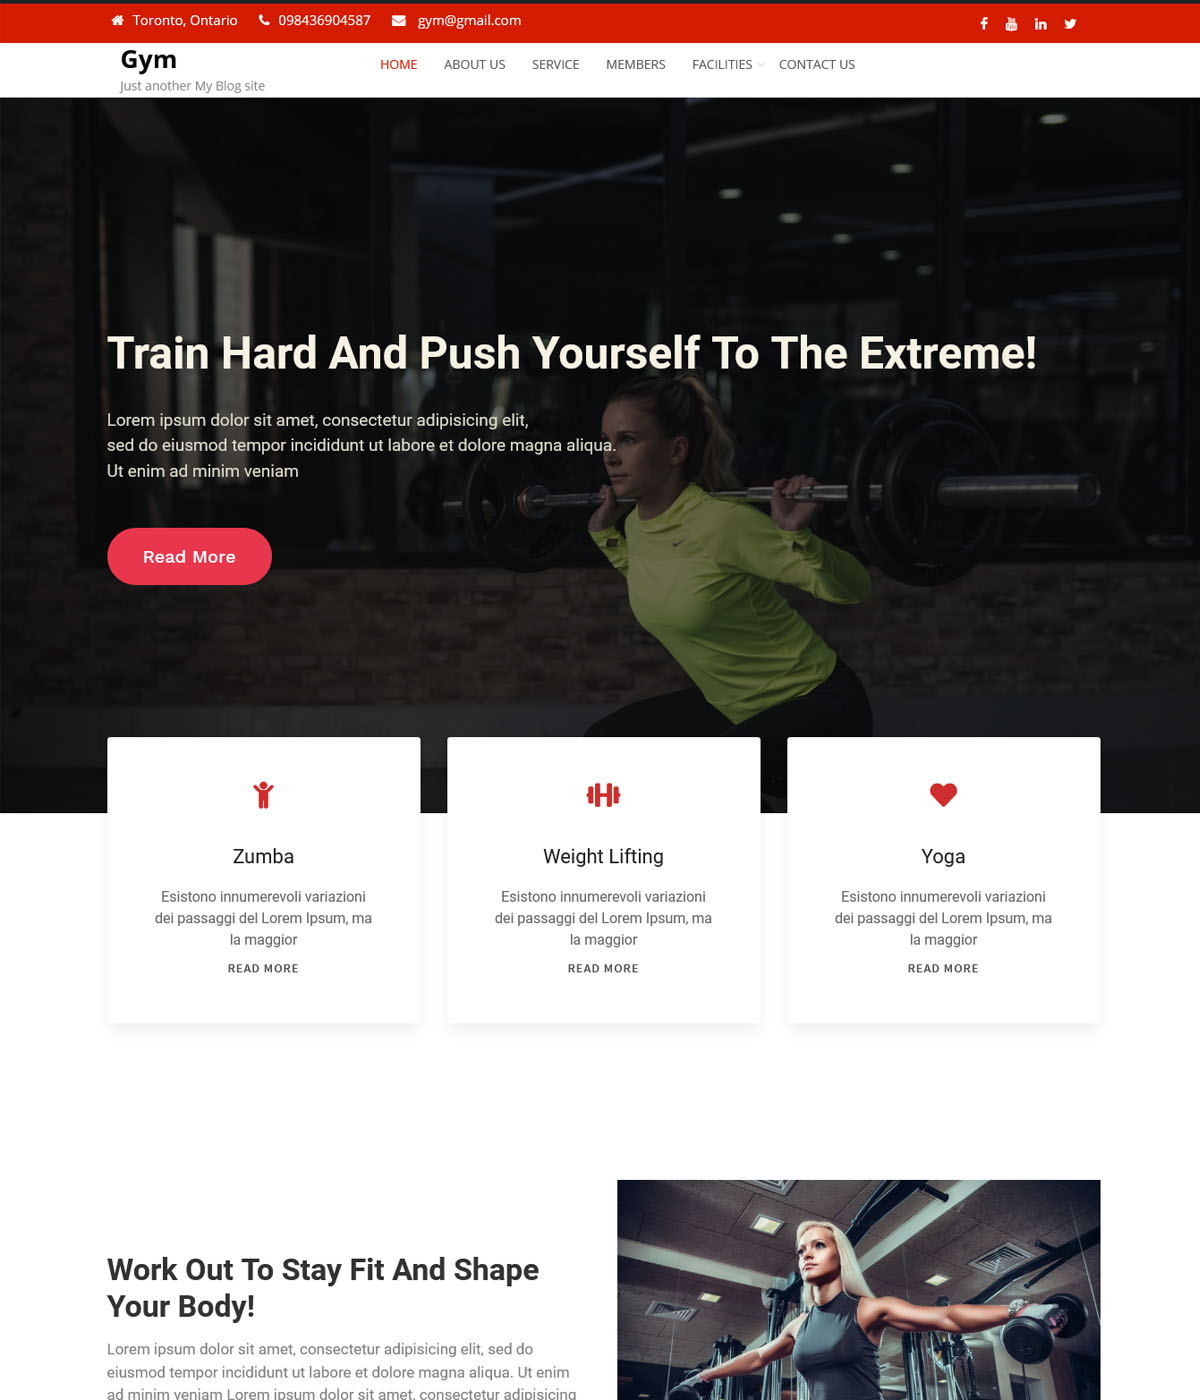 Toronto, Ontario 098436904587 gym@gmail.com
Gym
Just another My Blog site
HOME ABOUT US SERVICE MEMBERS FACILITIES CONTACT US
Train Hard And Push Yourself To The Extreme!
Lorem ipsum dolor sit amet, consectetur adipisicing elit,
sed do eiusmod tempor incididunt ut labore et dolore magna aliqua.
Ut enim ad minim veniam
Read More
Zumba
Esistono innumerevoli variazioni
dei passaggi del Lorem Ipsum, ma
la maggior
READ MORE
Weight Lifting
Esistono innumerevoli variazioni
dei passaggi del Lorem Ipsum, ma
la maggior
READ MORE
Yoga
Esistono innumerevoli variazioni
dei passaggi del Lorem Ipsum, ma
la maggior
READ MORE
Work Out To Stay Fit And Shape
Your Body!
Lorem ipsum dolor sit amet, consectetur adipisicing elit, sed do
eiusmod tempor incididunt ut labore et dolore magna aliqua. Ut enim
ad minim veniam Lorem ipsum dolor sit amet, consectetur adipisicing